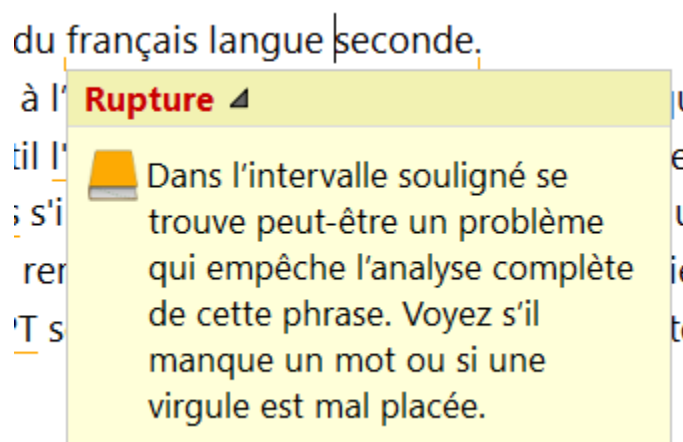 du français langue seconde.
à l'
Rupture
l'
Dans l'intervalle souligné se
s'i
trouve peut-être un problème
qui empêche l'analyse complète
de cette phrase. Voyez s'il
manque un mot ou si une
virgule est mal placée.